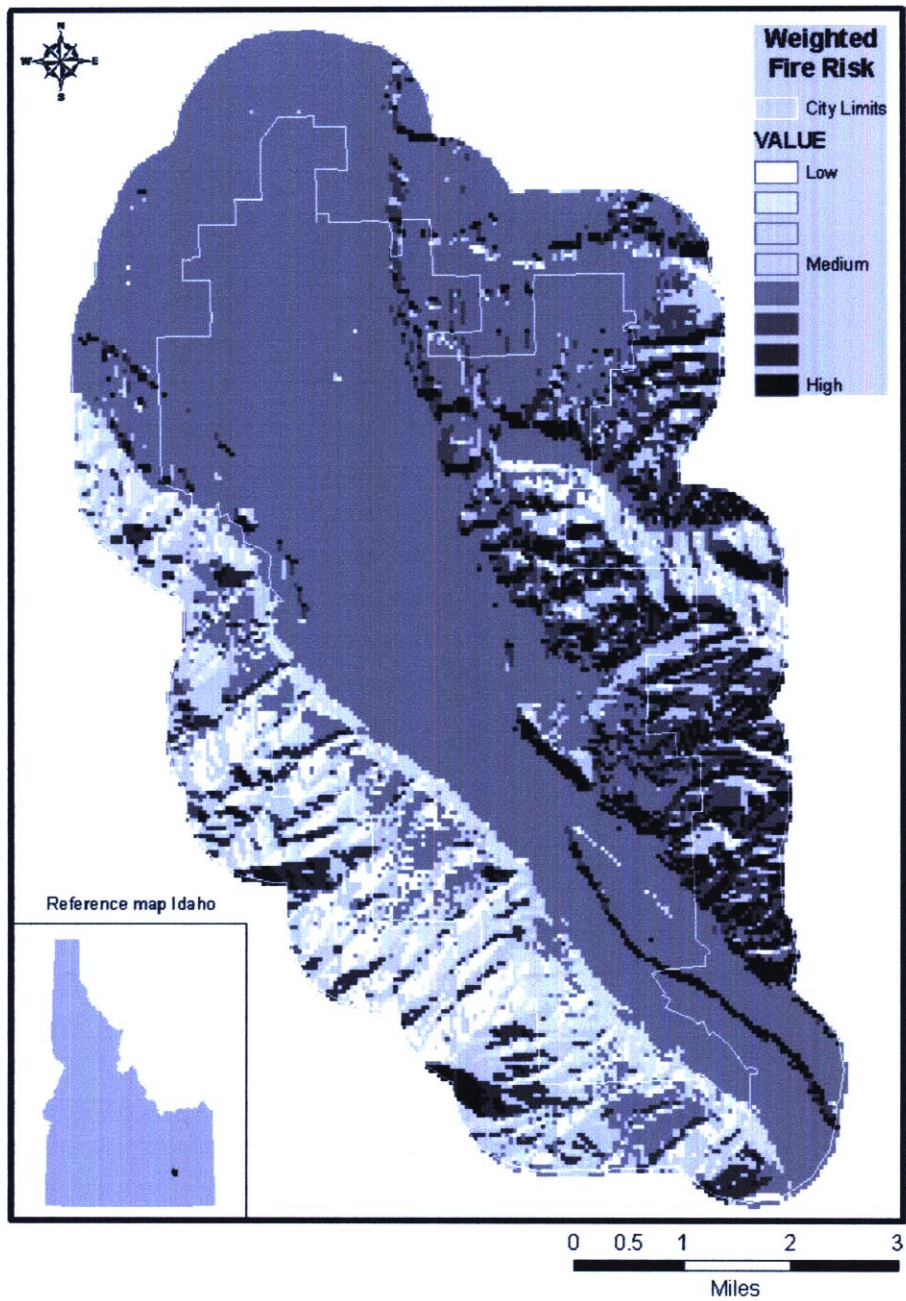 N
W E
S
Weighted
Fire Risk
City Limits
VALUE
Low
Medium
High
Reference map Idaho
0 0.5 1 2 3
Miles